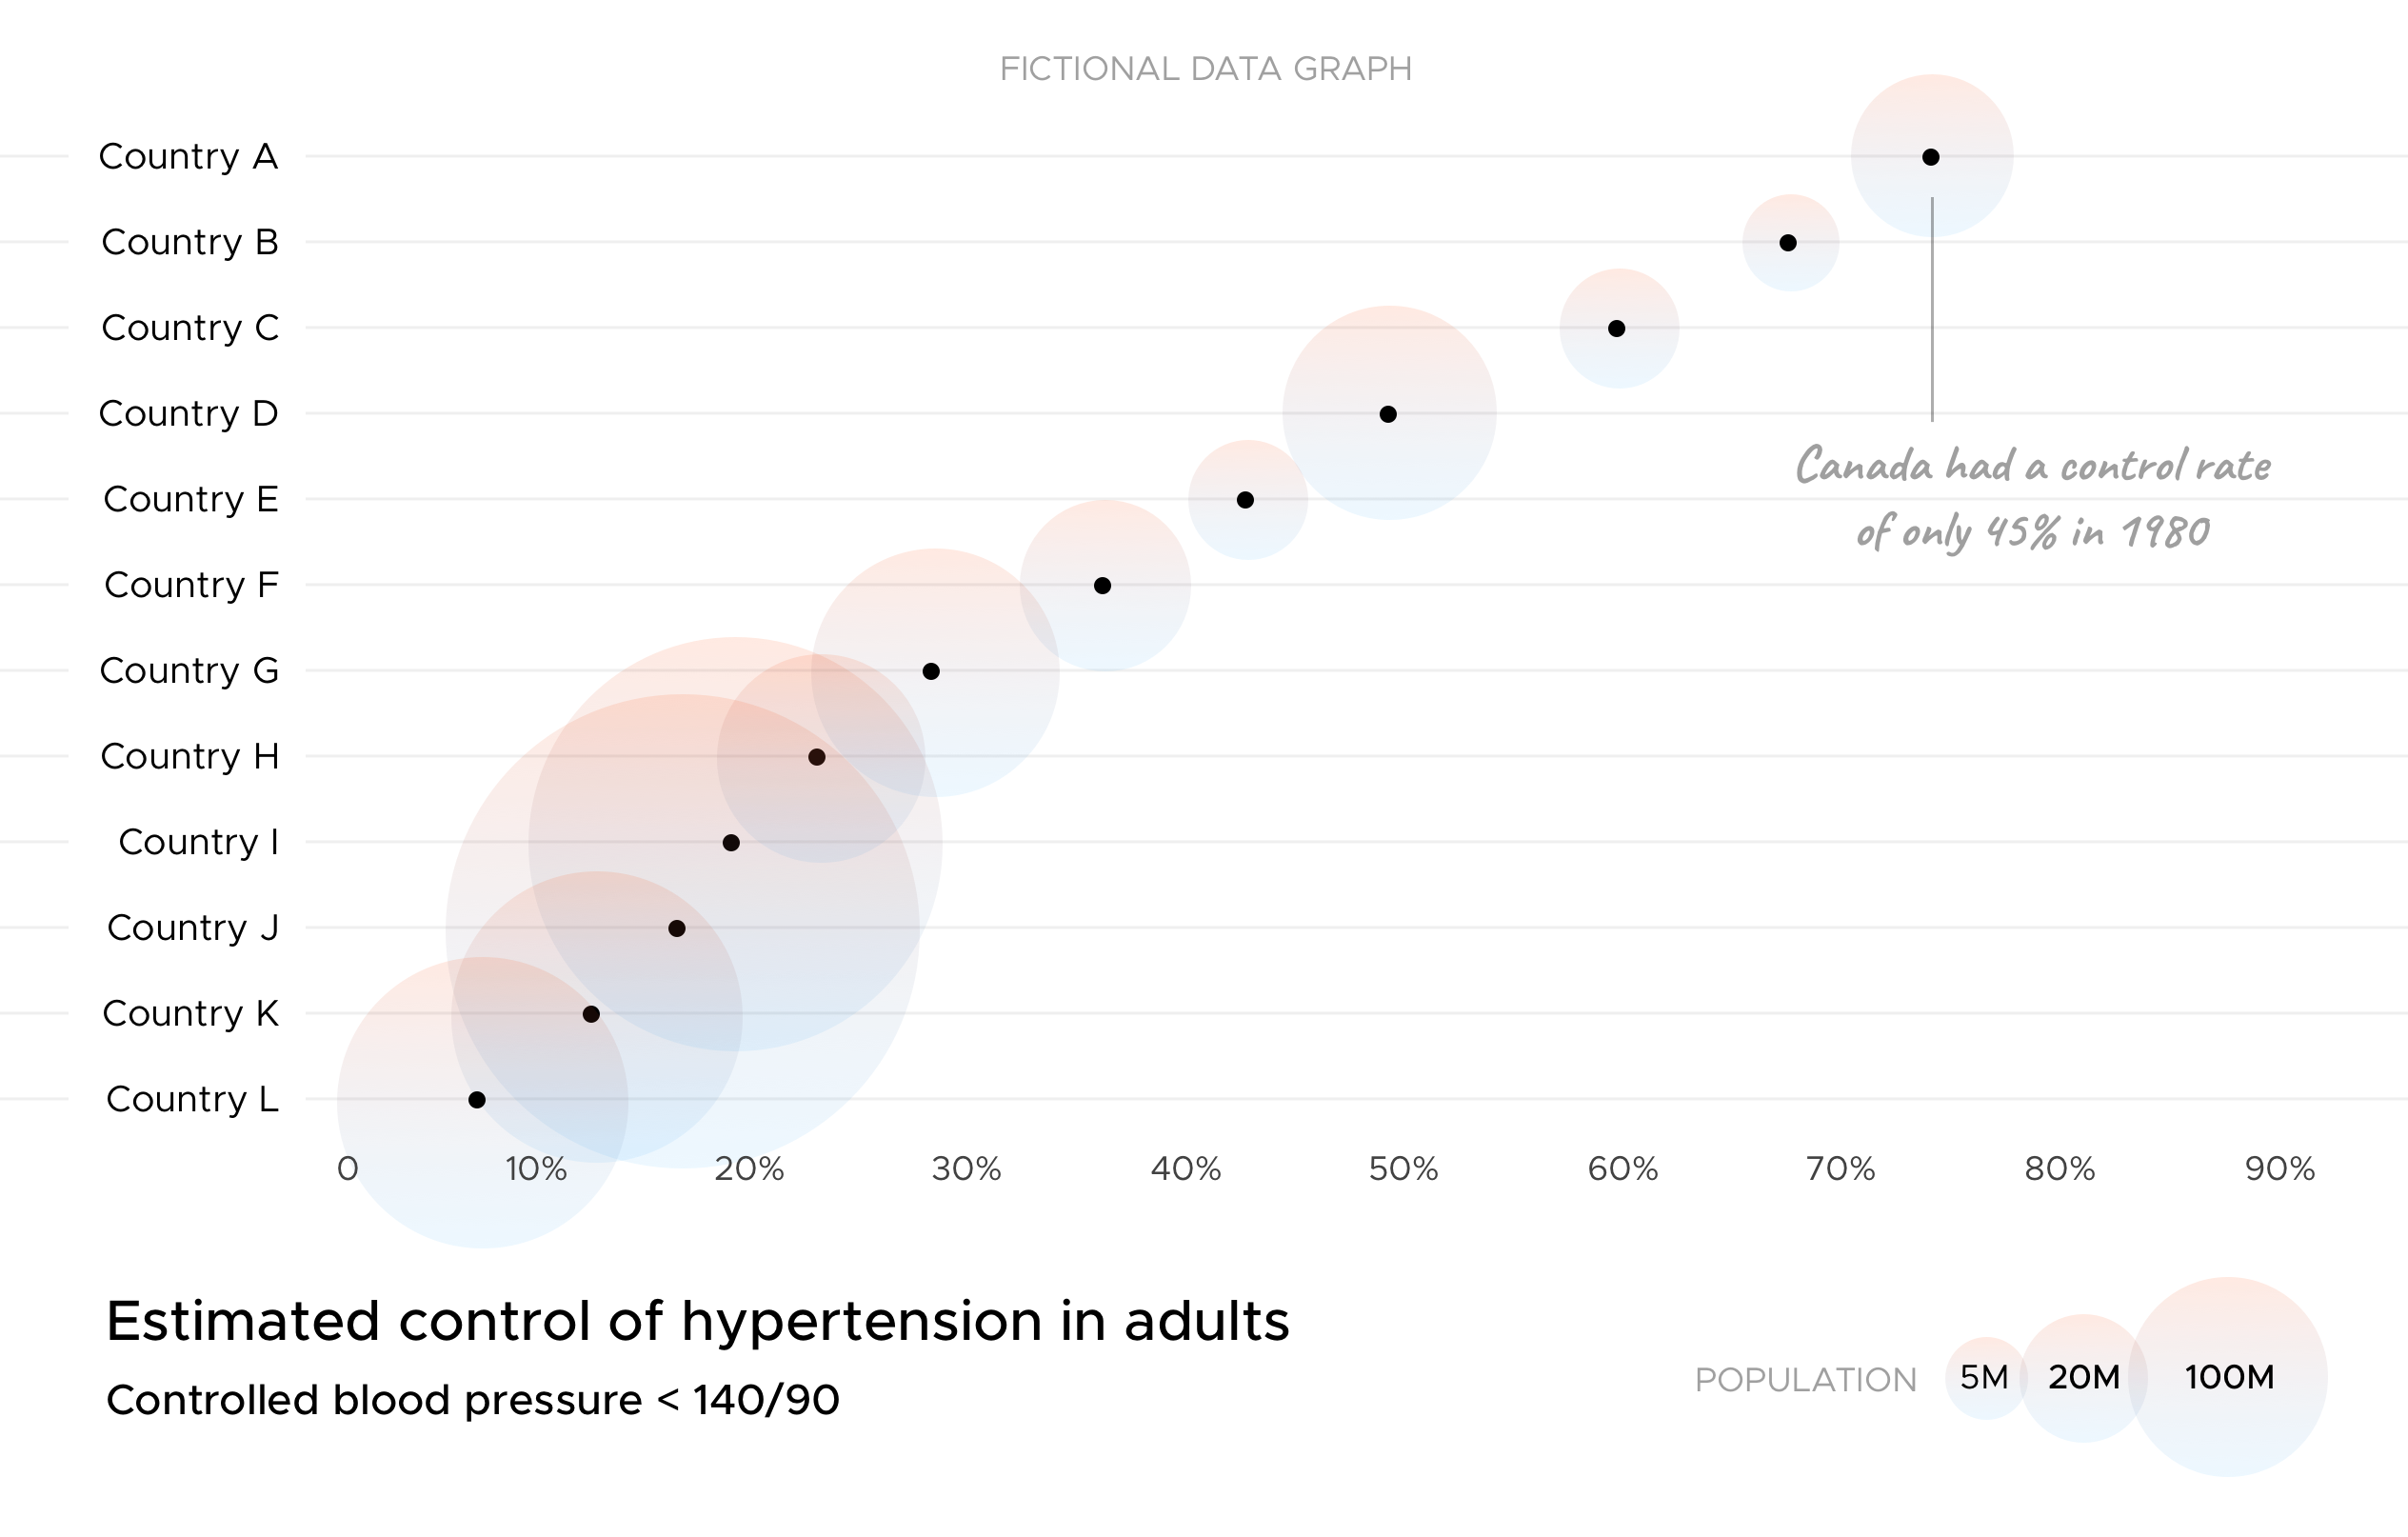 FICTIONAL DATA GRAPH
Country A
Country B
Country C
Country D
Canada had a control rate
of only 45% in 1980
Country E
Country F
Country G
Country H
Country I
Country J
Country K
Country L
0 10% 20% 30% 40% 50% 60% 70% 80% 90%
Estimated control of hypertension in adults
Controlled blood pressure < 140/90
POPULATION 5M 20M 100M